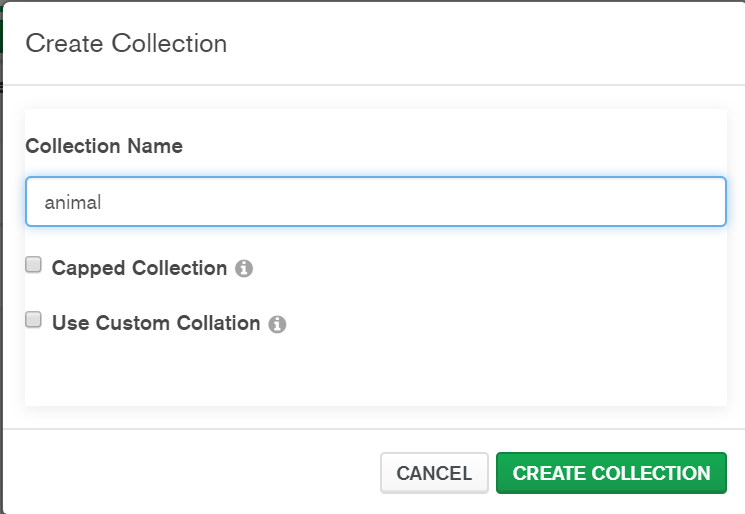 Create Collection
Collection Name
animal
Capped Collection
Use Custom Collation
CANCEL CREATE COLLECTION